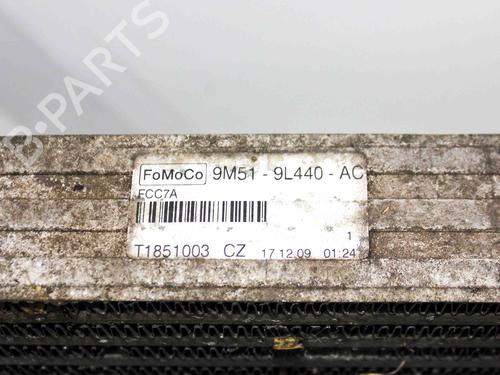 B-PARTS
FoMoCo 9M51 - 9L440 - AC
FCC7A
1
T1851003 CZ 17.12.09 01:24